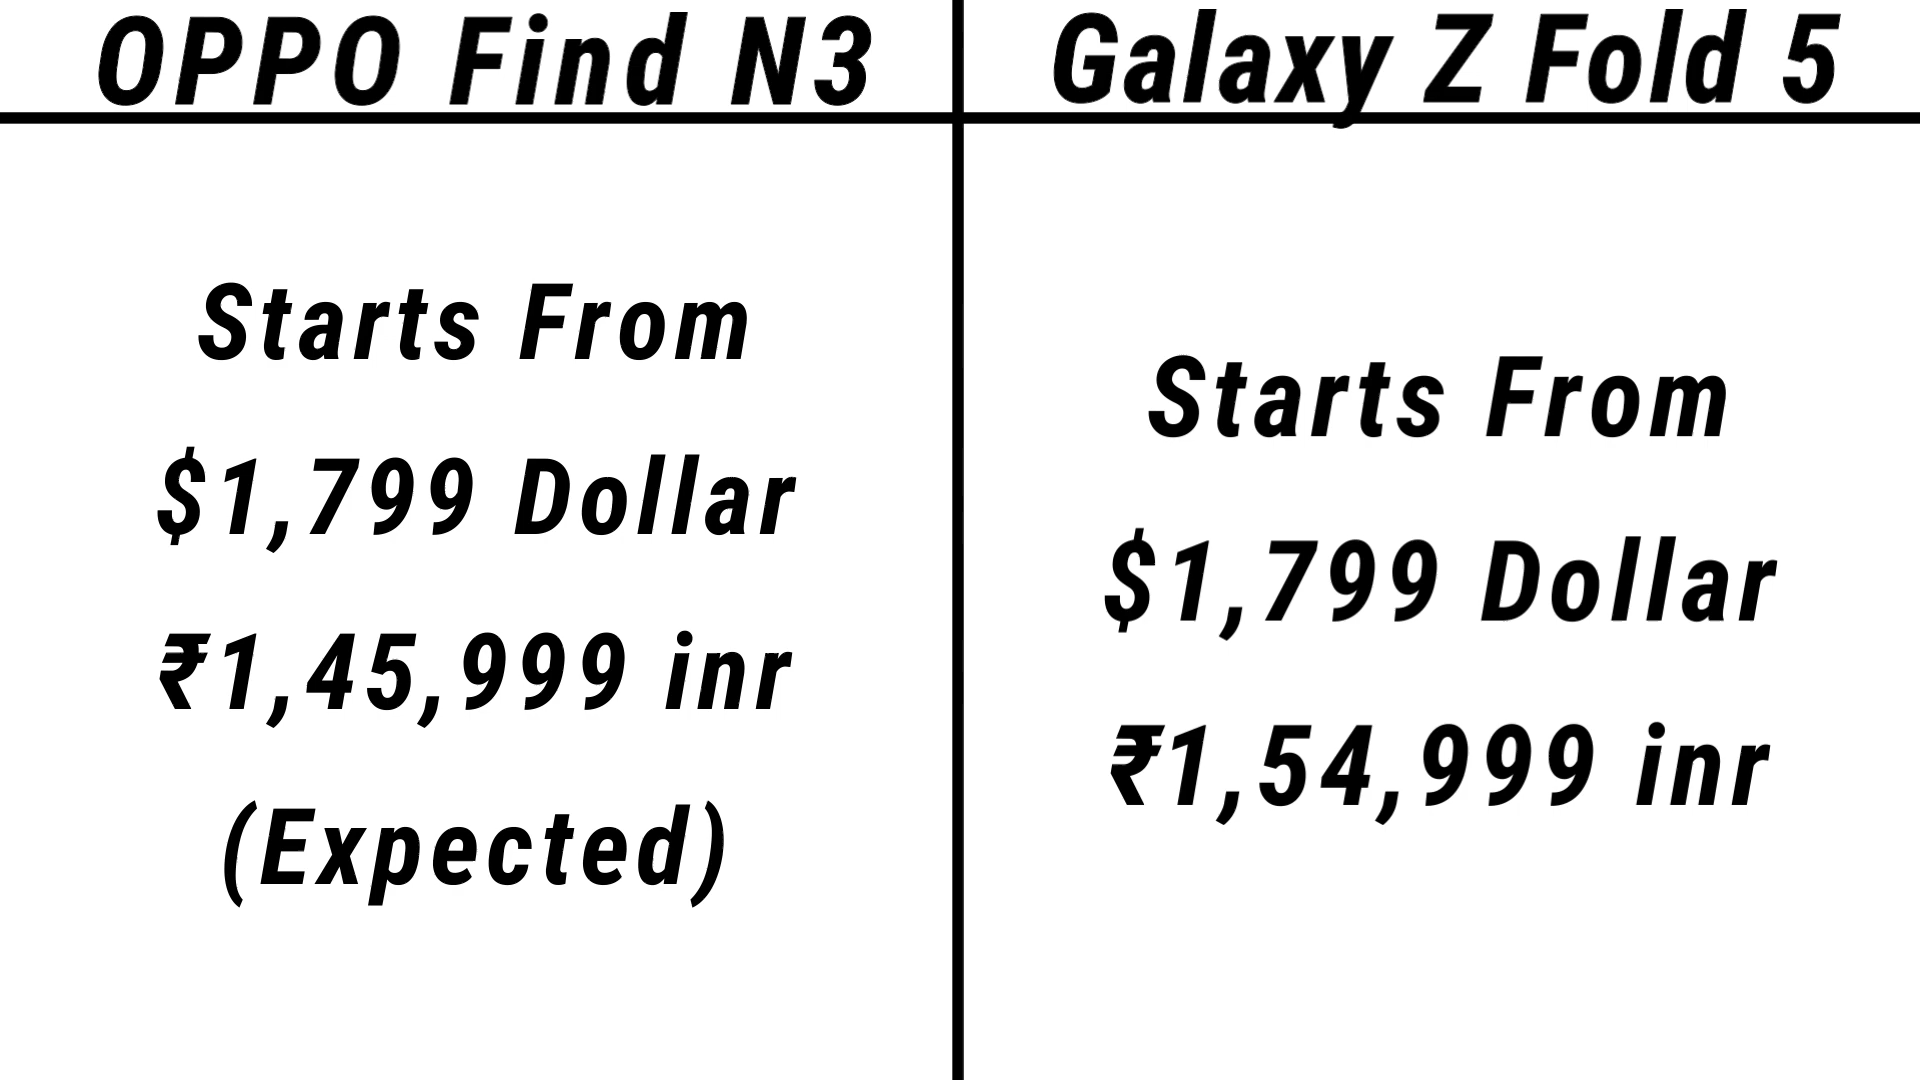 OPPO Find N3
Starts From
$1,799 Dollar
₹1,45,999 inr
(Expected)
Galaxy Z Fold 5
Starts From
$1,799 Dollar
₹1,54,999 inr